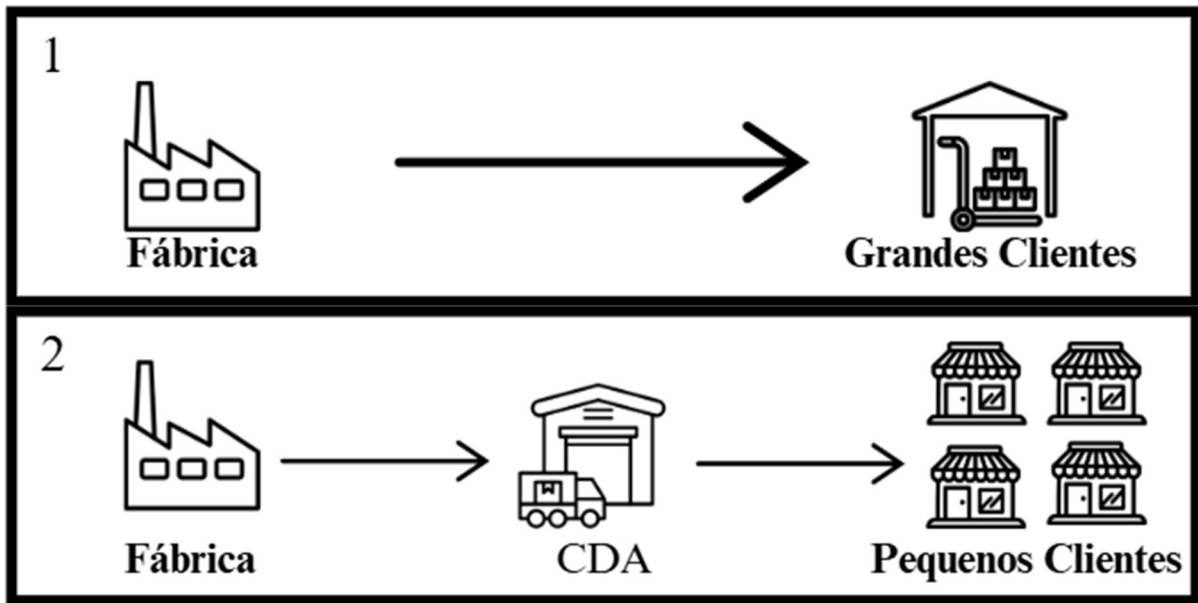 1
Fábrica
Grandes Clientes
2
Fábrica
CDA
Pequenos Clientes